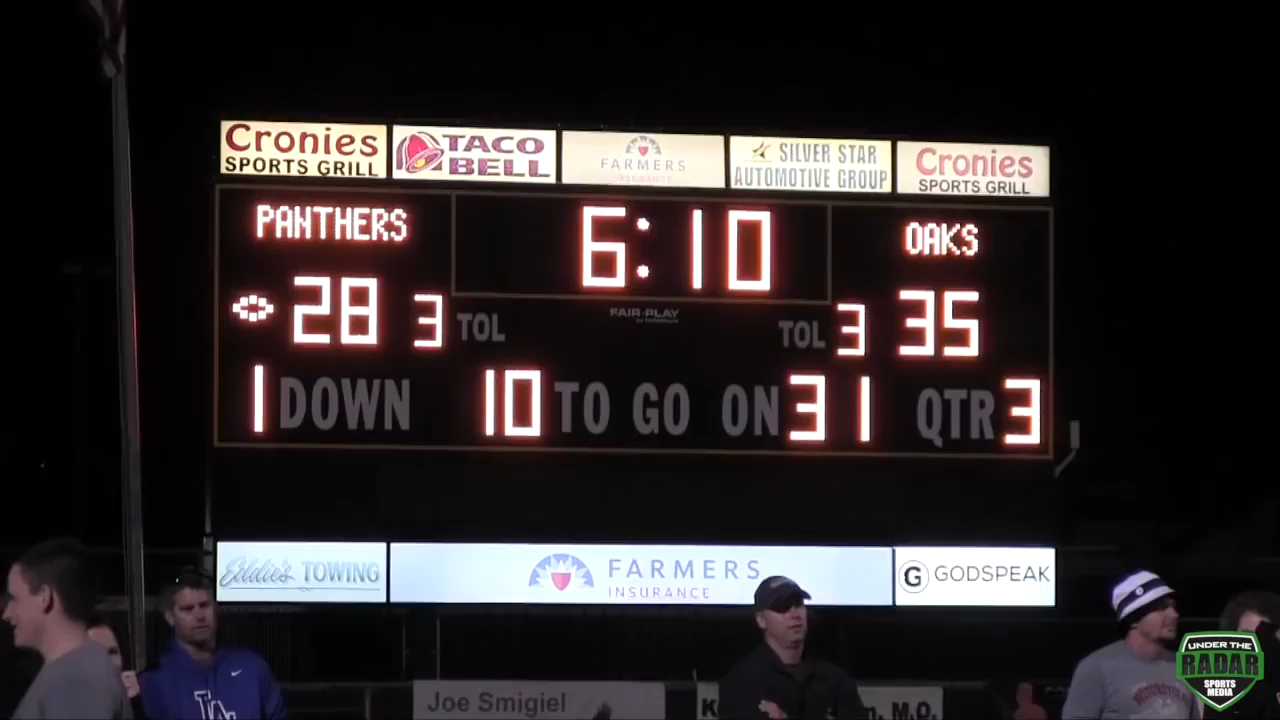 Cronies
SPORTS GRILL
TACO
BELL
FARMERS
INSURANCE
SILVER STAR
AUTOMOTIVE GROUP
Cronies
SPORTS GRILL
PANTHERS
6:10
OAKS
28 3 TOL
FAIR-PLAY
TOL 3 35
1 DOWN 10 TO GO ON 31 QTR 3
Eddie's TOWING
FARMERS
INSURANCE
G GODSPEAK
LA
Joe Smigiel
M.D.
UNDER THE
RADAR
SPORTS
MEDIA